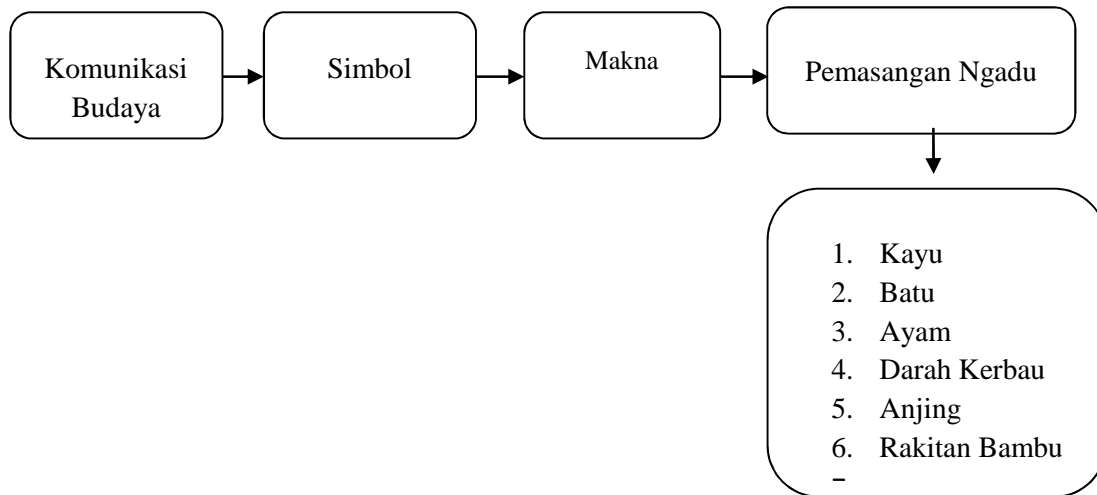 Komunikasi
Budaya
Simbol
Makna
Pemasangan Ngadu
1. Kayu
2. Batu
3. Ayam
4. Darah Kerbau
5. Anjing
6. Rakitan Bambu